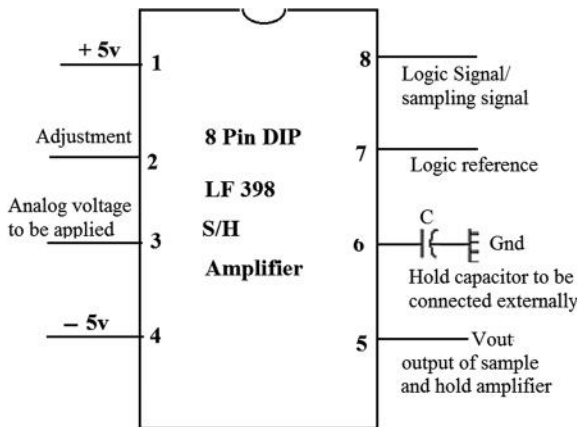 + 5v
1
Adjustment
2
Analog voltage
to be applied
3
– 5v
4
8 Pin DIP
LF 398
S/H
Amplifier
8
Logic Signal/
sampling signal
7
Logic reference
C
6
Gnd
Hold capacitor to be
connected externally
5
Vout
output of sample
and hold amplifier